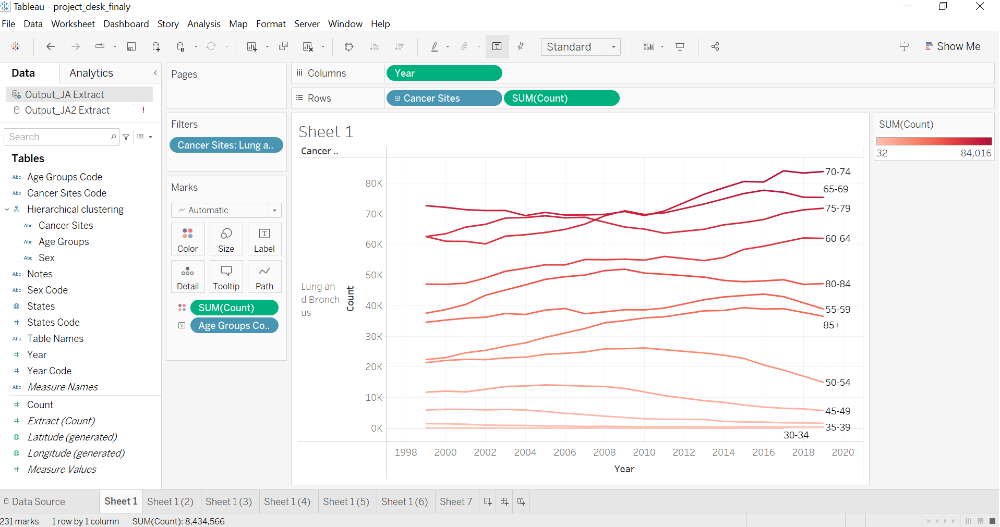 Tableau - project_desk_finaly
File Data Worksheet Dashboard Story Analysis Map Format Server Window Help
Standard
Show Me
Data Analytics
Output_JA Extract
Output_JA2 Extract !
Search
Tables
Abc Age Groups Code
Abc Cancer Sites Code
Hierarchical clustering
Abc Cancer Sites
Abc Age Groups
Abc Sex
Abc Notes
Abc Sex Code
States
# States Code
Abc Table Names
# Year
# Year Code
Abc Measure Names
# Count
# Extract (Count)
Latitude (generated)
Longitude (generated)
# Measure Values
Pages
Filters
Cancer Sites: Lung a..
Marks
Automatic
Color Size Label
Detail Tooltip Path
SUM(Count)
Age Groups Co..
Columns Year
Rows Cancer Sites SUM(Count)
Sheet 1
Cancer ..
Lung an
d Bronch
us
Count
80K
70K
60K
50K
40K
30K
20K
10K
0K
70-74
65-69
75-79
60-64
80-84
55-59
85+
50-54
45-49
35-39
30-34
1998 2000 2002 2004 2006 2008 2010 2012 2014 2016 2018 2020
Year
SUM(Count)
32 84,016
Data Source Sheet 1 Sheet 1 (2) Sheet 1 (3) Sheet 1 (4) Sheet 1 (5) Sheet 1 (6) Sheet 7
231 marks 1 row by 1 column SUM(Count): 8,434,566